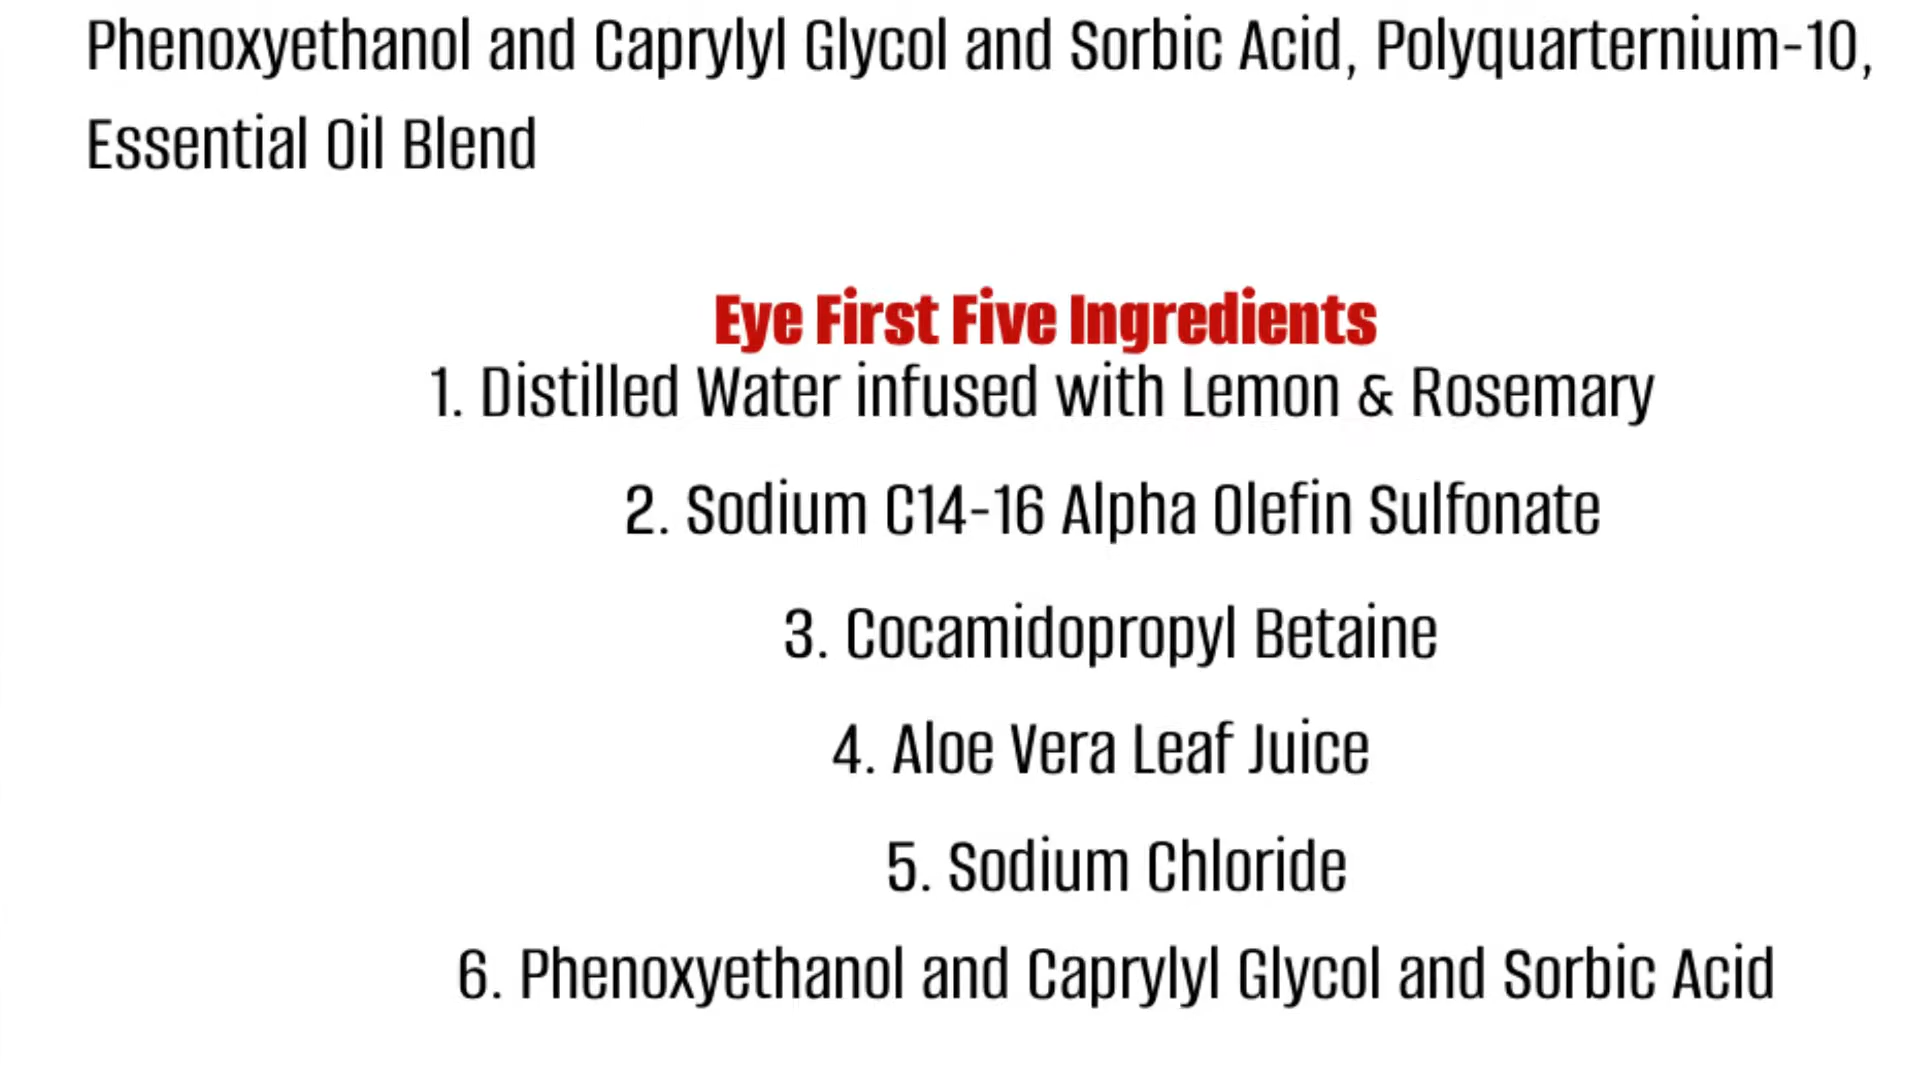 Phenoxyethanol and Caprylyl Glycol and Sorbic Acid, Polyquarternium-10,
Essential Oil Blend
Eye First Five Ingredients
1. Distilled Water infused with Lemon & Rosemary
2. Sodium C14-16 Alpha Olefin Sulfonate
3. Cocamidopropyl Betaine
4. Aloe Vera Leaf Juice
5. Sodium Chloride
6. Phenoxyethanol and Caprylyl Glycol and Sorbic Acid